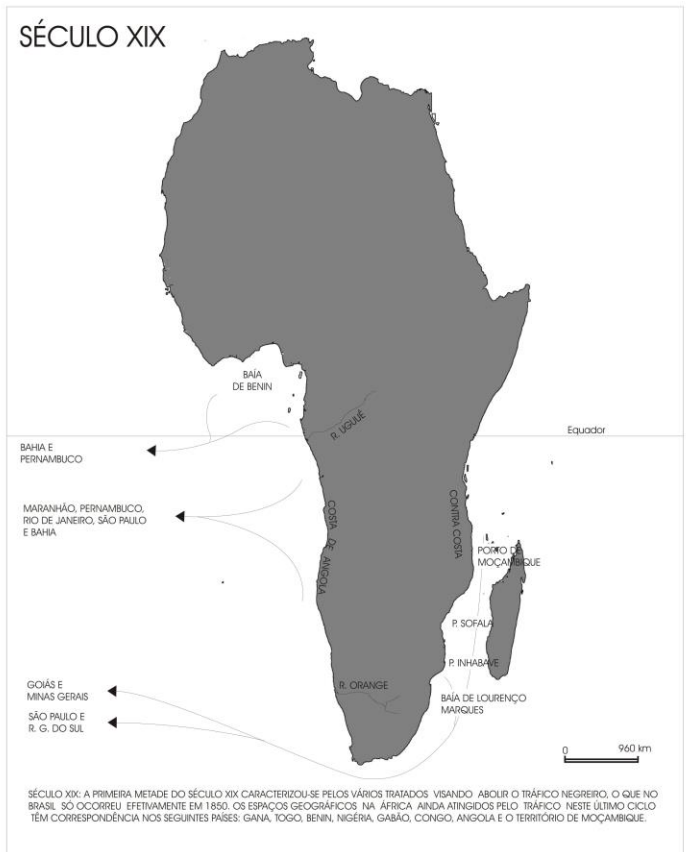 SÉCULO XIX
BAÍA
DE BENIN
R. UGUUÊ
Equador
BAHIA E
PERNAMBUCO
MARANHÃO, PERNAMBUCO,
RIO DE JANEIRO, SÃO PAULO
E BAHIA
COSTA DE ANGOLA
CONTRA COSTA
PORTO DE
MOÇAMBIQUE
P. SOFALA
P. INHABAVE
R. ORANGE
BAÍA DE LOURENÇO
MARQUES
GOIÁS E
MINAS GERAIS
SÃO PAULO E
R. G. DO SUL
0 960 km
SÉCULO XIX: A PRIMEIRA METADE DO SÉCULO XIX CARACTERIZOU-SE PELOS VÁRIOS TRATADOS VISANDO ABOLIR O TRÁFICO NEGREIRO, O QUE NO
BRASIL SÓ OCORREU EFETIVAMENTE EM 1850. OS ESPAÇOS GEOGRÁFICOS NA ÁFRICA AINDA ATINGIDOS PELO TRÁFICO NESTE ÚLTIMO CICLO
TÊM CORRESPONDÊNCIA NOS SEGUINTES PAÍSES: GANA, TOGO, BENIN, NIGÉRIA, GABÃO, CONGO, ANGOLA E O TERRITÓRIO DE MOÇAMBIQUE.